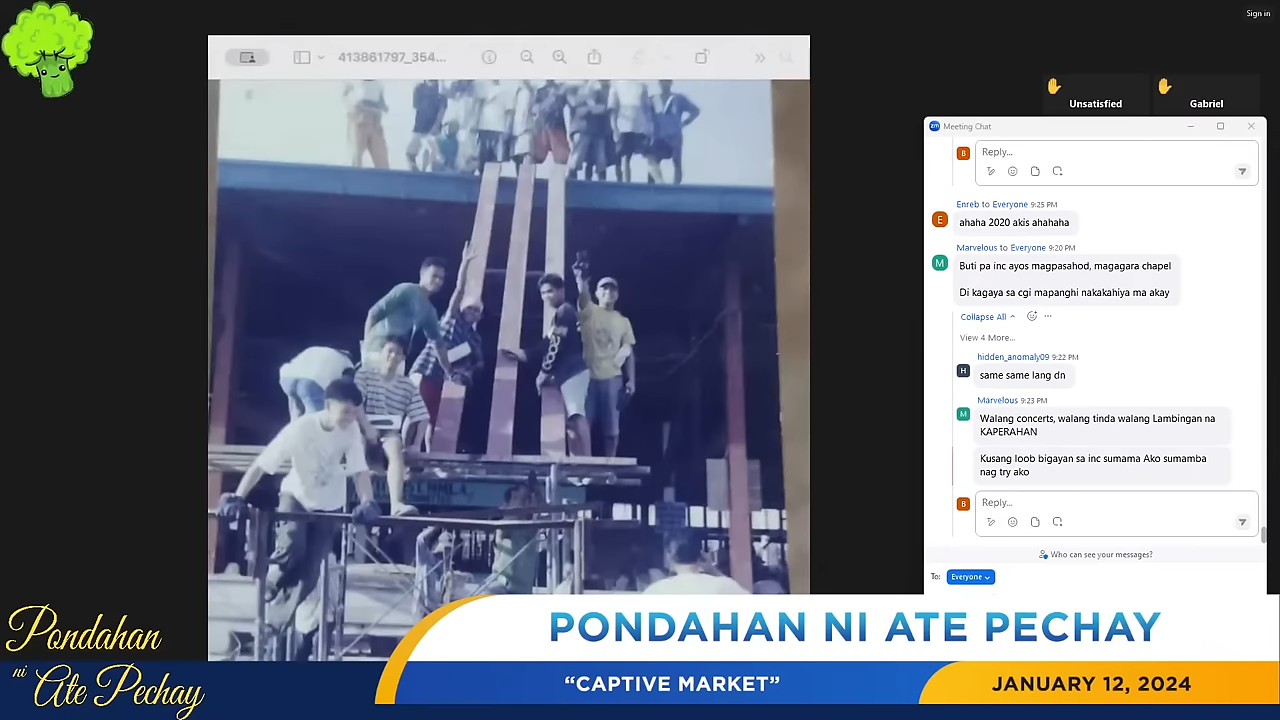 Sign in
413861797_354...
Unsatisfied
Gabriel
Meeting Chat
B
Reply...
Enreb to Everyone 9:25 PM
E
ahaha 2020 akis ahahaha
Marvelous to Everyone 9:20 PM
M
Buti pa inc ayos magpasahod, magagara chapel
Di kagaya sa cgi mapanghi nakakahiya ma akay
Collapse All
View 4 More...
hidden_anomaly09 9:22 PM
H
same same lang dn
Marvelous 9:23 PM
M
Walang concerts, walang tinda walang Lambingan na
KAPERAHAN
Kusang loob bigayan sa inc sumama Ako sumamba
nag try ako
B
Reply...
Who can see your messages?
To: Everyone
Pondahan
ni Ate Pechay
PONDAHAN NI ATE PECHAY
“CAPTIVE MARKET”
JANUARY 12, 2024